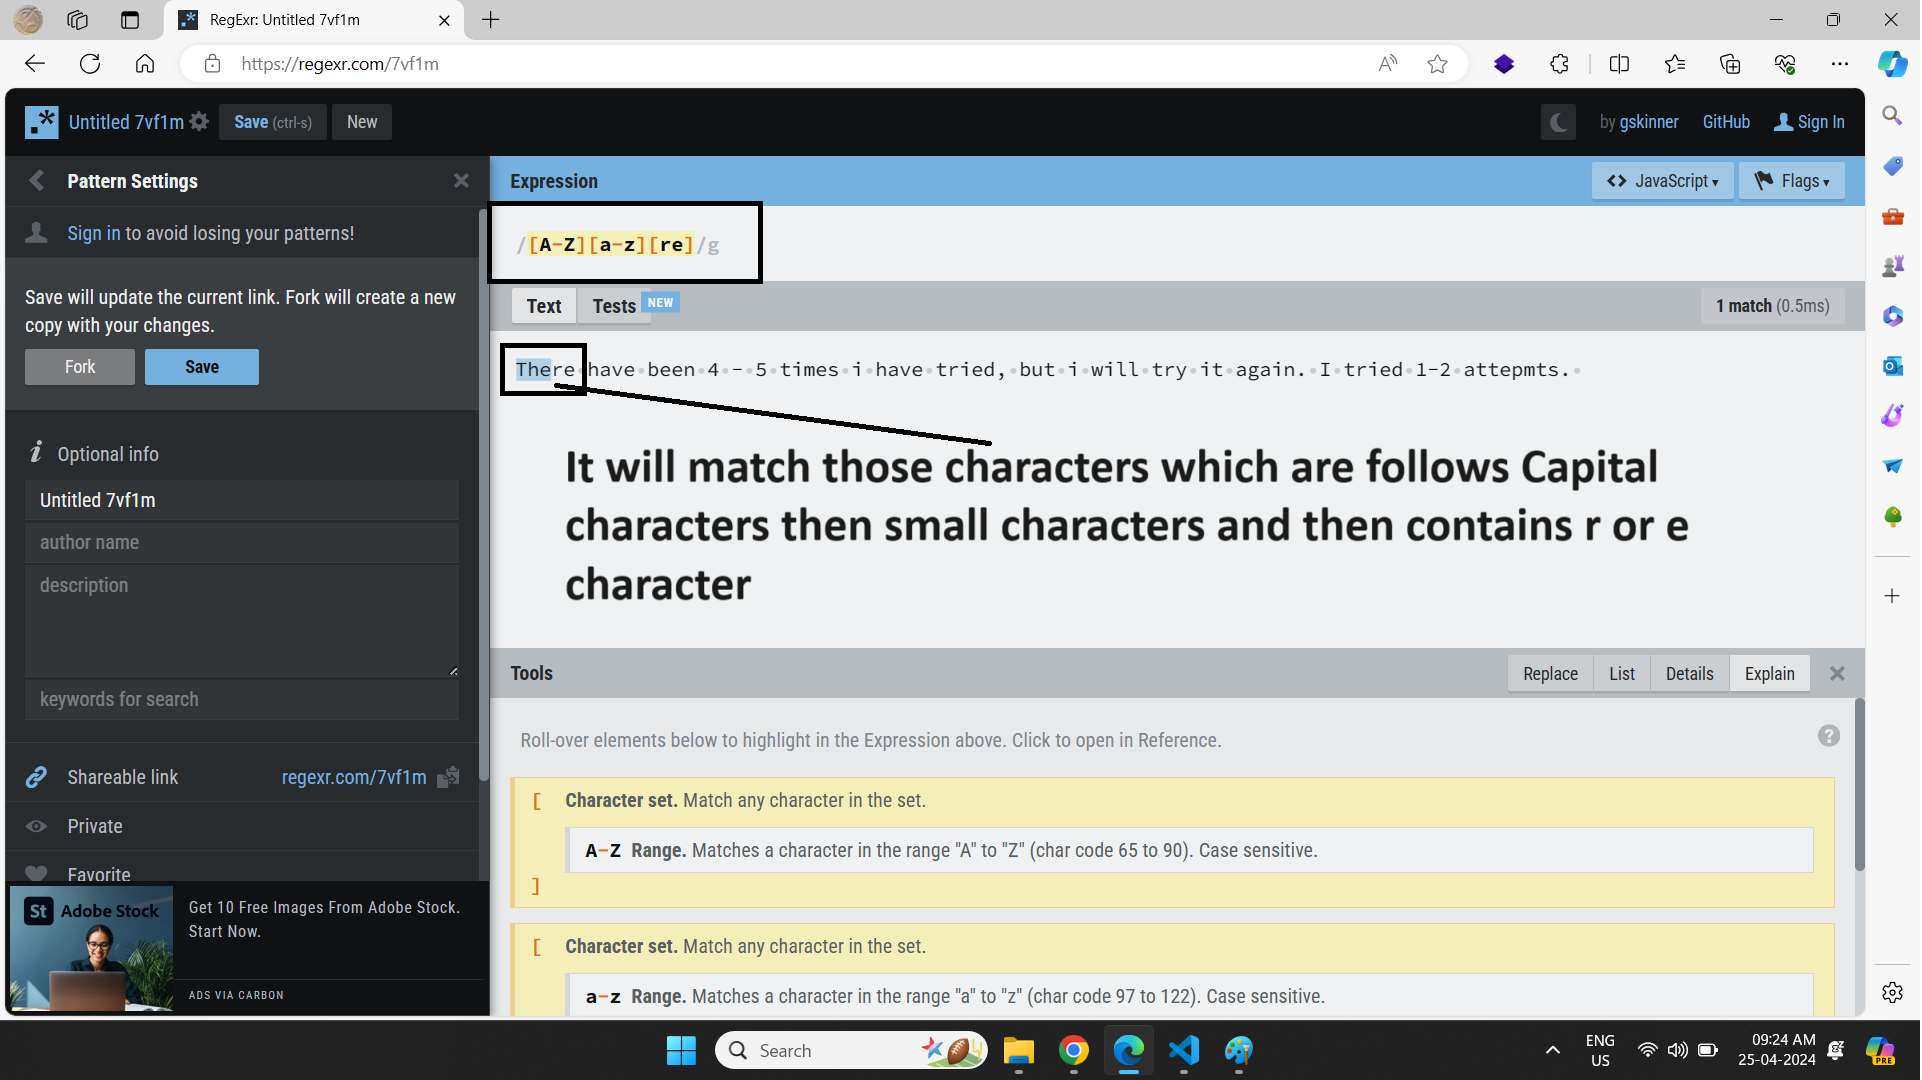 RegExr: Untitled 7vf1m
https://regexr.com/7vf1m
Untitled 7vf1m Save (ctrl-s) New by gskinner GitHub Sign In
Pattern Settings
Sign in to avoid losing your patterns!
Save will update the current link. Fork will create a new
copy with your changes.
Fork Save
Optional info
Untitled 7vf1m
author name
description
keywords for search
Shareable link regexr.com/7vf1m
Private
Favorite
St Adobe Stock
Get 10 Free Images From Adobe Stock.
Start Now.
ADS VIA CARBON
Expression <> JavaScript Flags
/[A-Z][a-z][re]/g
Text Tests NEW 1 match (0.5ms)
There have been 4 - 5 times i have tried, but i will try it again. I tried 1-2 attepmts.
It will match those characters which are follows Capital
characters then small characters and then contains r or e
character
Tools Replace List Details Explain
Roll-over elements below to highlight in the Expression above. Click to open in Reference.
[ Character set. Match any character in the set.
A-Z Range. Matches a character in the range "A" to "Z" (char code 65 to 90). Case sensitive.
]
[ Character set. Match any character in the set.
a-z Range. Matches a character in the range "a" to "z" (char code 97 to 122). Case sensitive.
Search
ENG
US
09:24 AM
25-04-2024
PRE